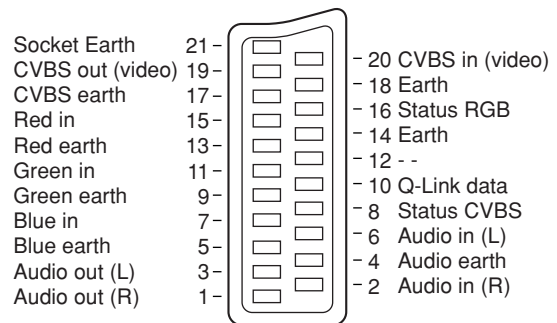 Socket Earth 21
CVBS out (video) 19
CVBS earth 17
Red in 15
Red earth 13
Green in 11
Green earth 9
Blue in 7
Blue earth 5
Audio out (L) 3
Audio out (R) 1
20 CVBS in (video)
18 Earth
16 Status RGB
14 Earth
12 - -
10 Q-Link data
8 Status CVBS
6 Audio in (L)
4 Audio earth
2 Audio in (R)